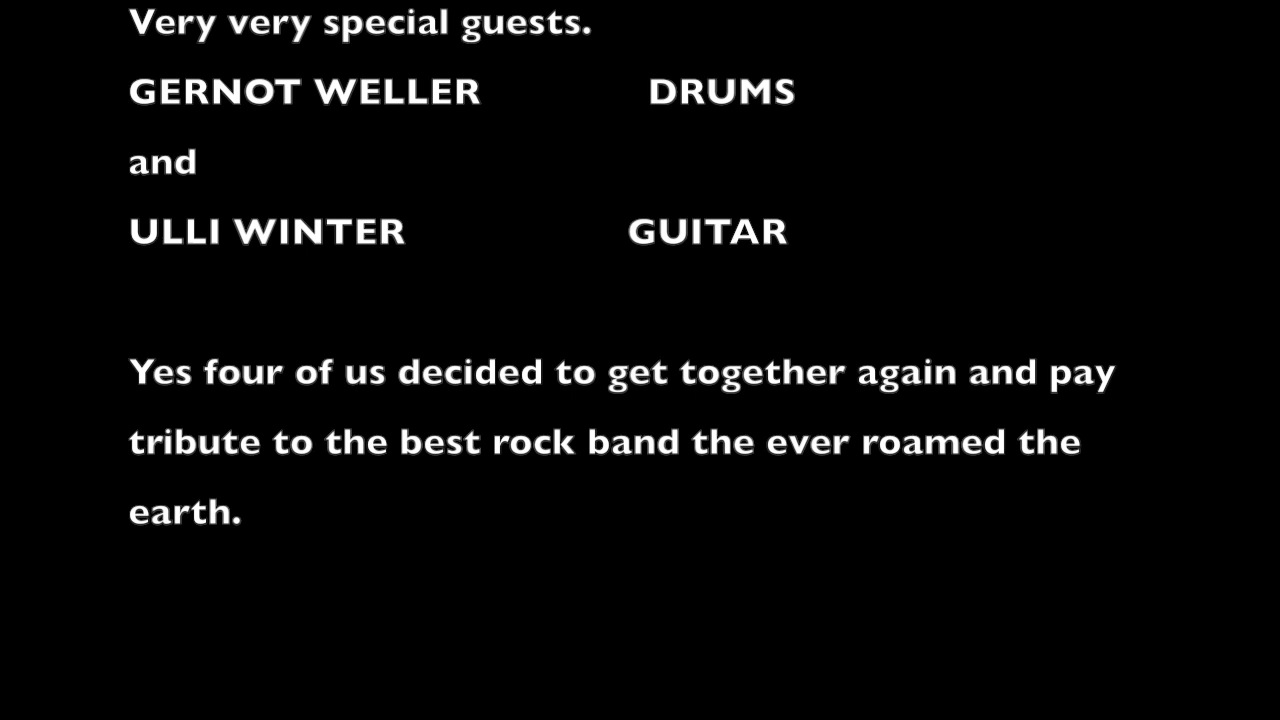 Very very special guests.
GERNOT WELLER DRUMS
and
ULLI WINTER GUITAR
Yes four of us decided to get together again and pay
tribute to the best rock band the ever roamed the
earth.